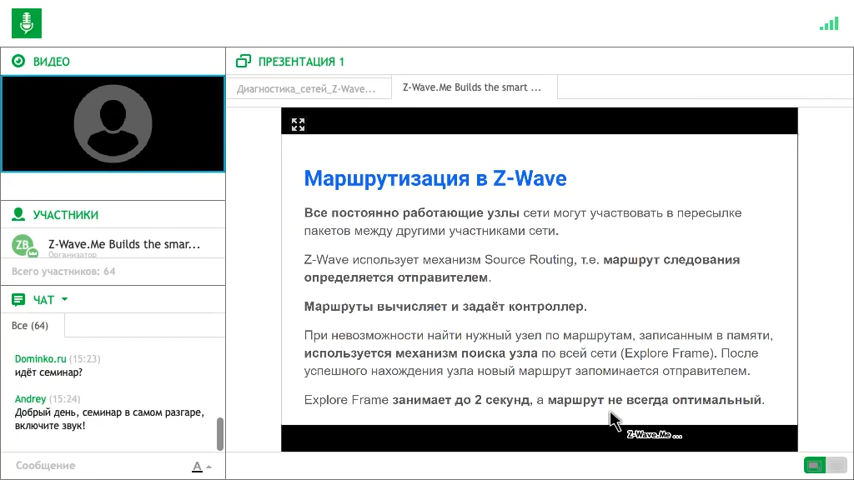 ВИДЕО
УЧАСТНИКИ
ZB
Z-Wave.Me Builds the smar...
Организатор
Всего участников: 64
ЧАТ
Все (64)
Dominko.ru (15:23)
идёт семинар?
Andrey (15:24)
Добрый день, семинар в самом разгаре,
включите звук!
Сообщение
A
ПРЕЗЕНТАЦИЯ 1
Диагностика_сетей_Z-Wave...
Z-Wave.Me Builds the smart ...
Маршрутизация в Z-Wave
Все постоянно работающие узлы сети могут участвовать в пересылке
пакетов между другими участниками сети.
Z-Wave использует механизм Source Routing, т.е. маршрут следования
определяется отправителем.
Маршруты вычисляет и задаёт контроллер.
При невозможности найти нужный узел по маршрутам, записанным в памяти,
используется механизм поиска узла по всей сети (Explore Frame). После
успешного нахождения узла новый маршрут запоминается отправителем.
Explore Frame занимает до 2 секунд, а маршрут не всегда оптимальный.
Z-Wave.Me ...